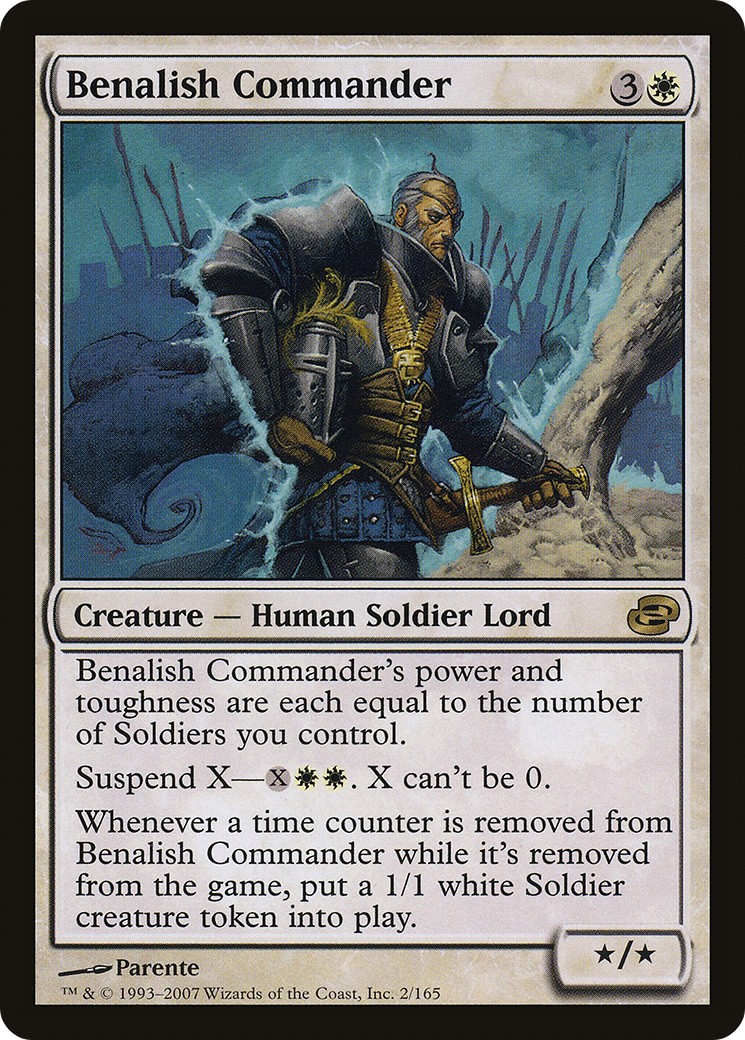 Benalish Commander 3
Creature — Human Soldier Lord
Benalish Commander's power and
toughness are each equal to the number
of Soldiers you control.
Suspend X—X. X can't be 0.
Whenever a time counter is removed from
Benalish Commander while it's removed
from the game, put a 1/1 white Soldier
creature token into play.
★/★
Parente
™ & © 1993–2007 Wizards of the Coast, Inc. 2/165